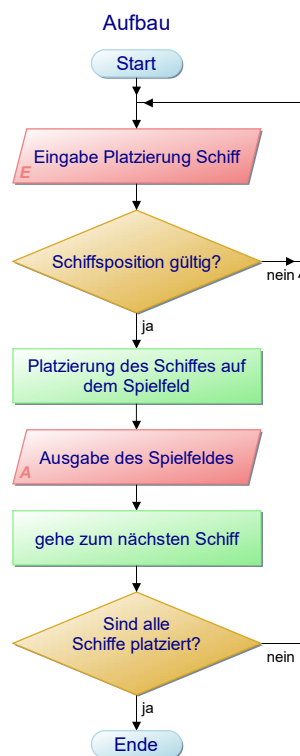 Aufbau
Start
Eingabe Platzierung Schiff
E
Schiffsposition gültig?
nein
ja
Platzierung des Schiffes auf
dem Spielfeld
Ausgabe des Spielfeldes
A
gehe zum nächsten Schiff
Sind alle
Schiffe platziert?
nein
ja
Ende